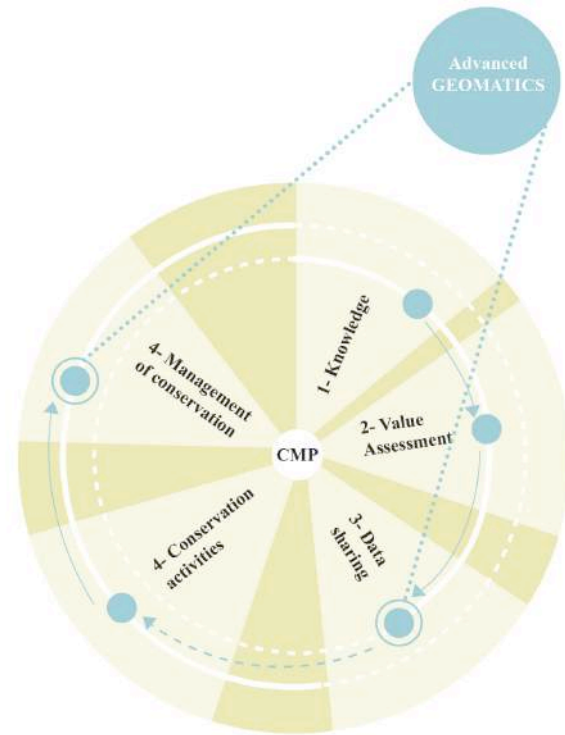 Advanced
GEOMATICS
1- Knowledge
2- Value
Assessment
3- Data
sharing
4- Conservation
activities
4- Management
of conservation
CMP